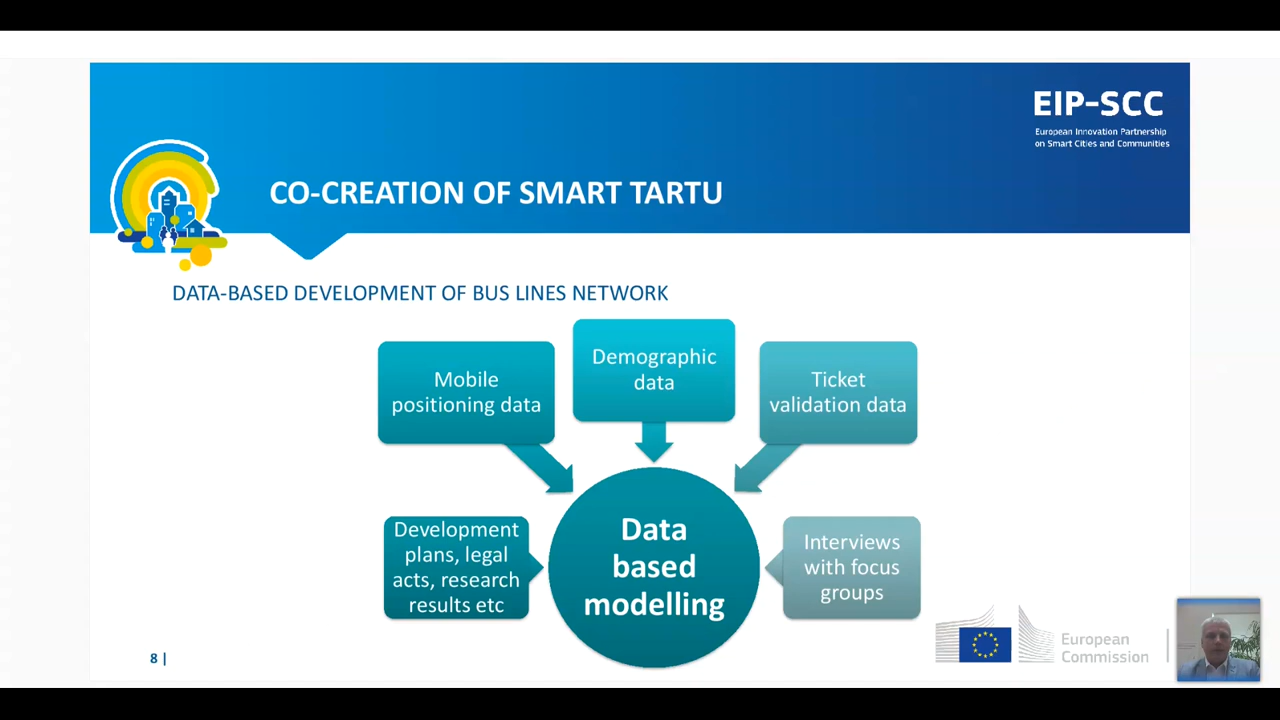 EIP-SCC
European Innovation Partnership
on Smart Cities and Communities
CO-CREATION OF SMART TARTU
DATA-BASED DEVELOPMENT OF BUS LINES NETWORK
Mobile
positioning data
Demographic
data
Ticket
validation data
Development
plans, legal
acts, research
results etc
Data
based
modelling
Interviews
with focus
groups
8 |
European
Commission